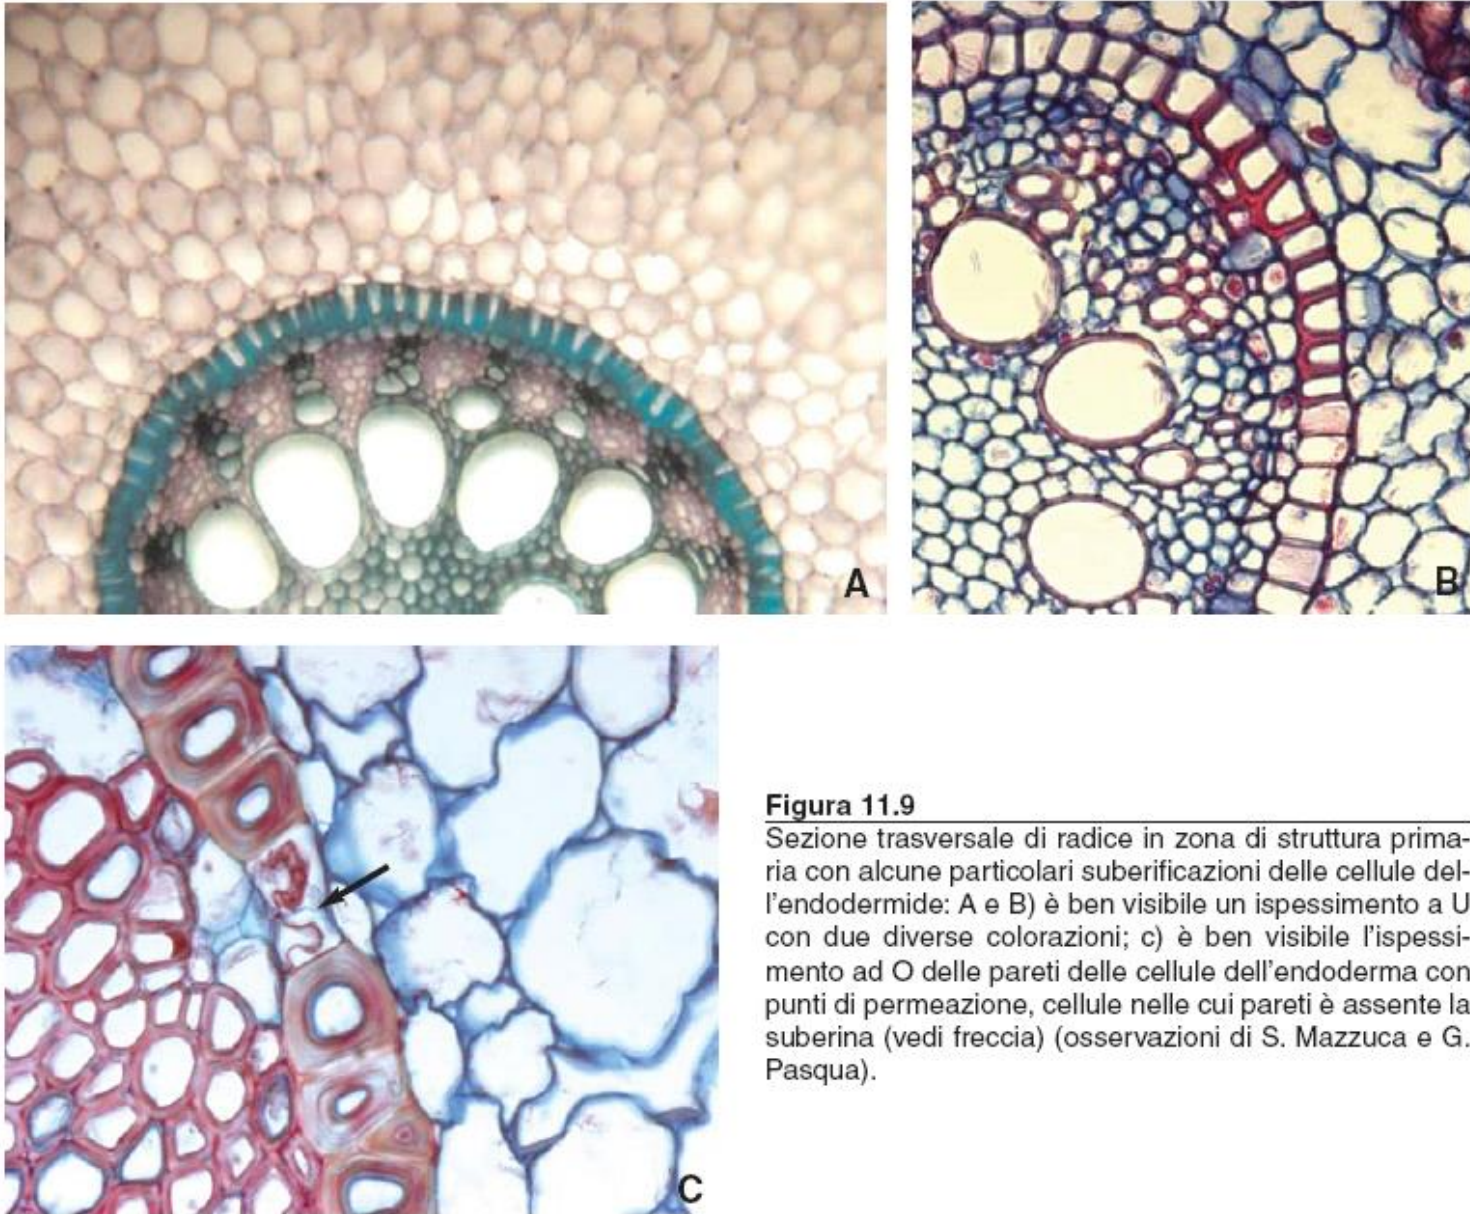 A
B
C
Figura 11.9
Sezione trasversale di radice in zona di struttura prima-
ria con alcune particolari suberificazioni delle cellule del-
l'endodermide: A e B) è ben visibile un ispessimento a U
con due diverse colorazioni; c) è ben visibile l'ispessi-
mento ad O delle pareti delle cellule dell'endoderma con
punti di permeazione, cellule nelle cui pareti è assente la
suberina (vedi freccia) (osservazioni di S. Mazzuca e G.
Pasqua).